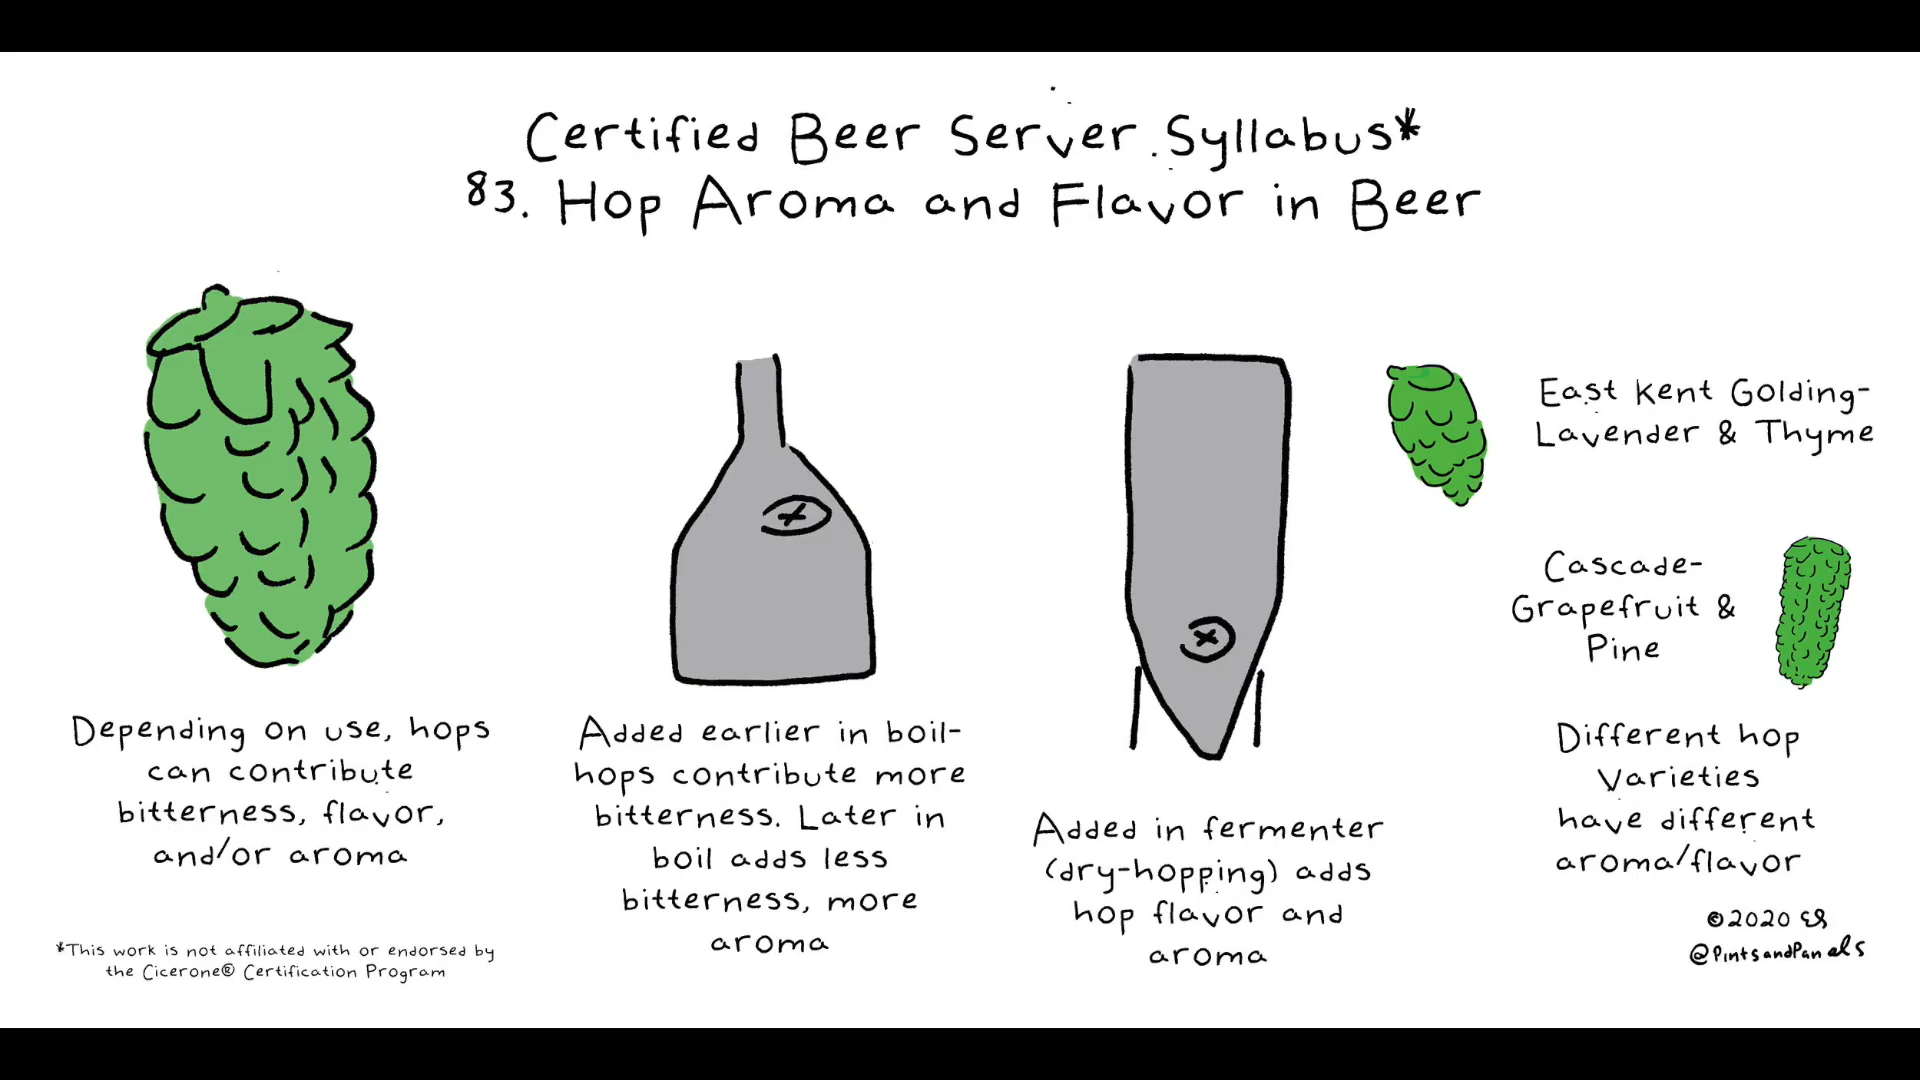 Certified Beer Server Syllabus*
83. Hop Aroma and Flavor in Beer
Depending on use, hops
can contribute
bitterness, flavor,
and/or aroma
Added earlier in boil-
hops contribute more
bitterness. Later in
boil adds less
bitterness, more
aroma
Added in fermenter
(dry-hopping) adds
hop flavor and
aroma
East Kent Golding-
Lavender & Thyme
Cascade-
Grapefruit &
Pine
Different hop
varieties
have different
aroma/flavor
©2020 ES
@PintsandPanels
*This work is not affiliated with or endorsed by
the Cicerone® Certification Program